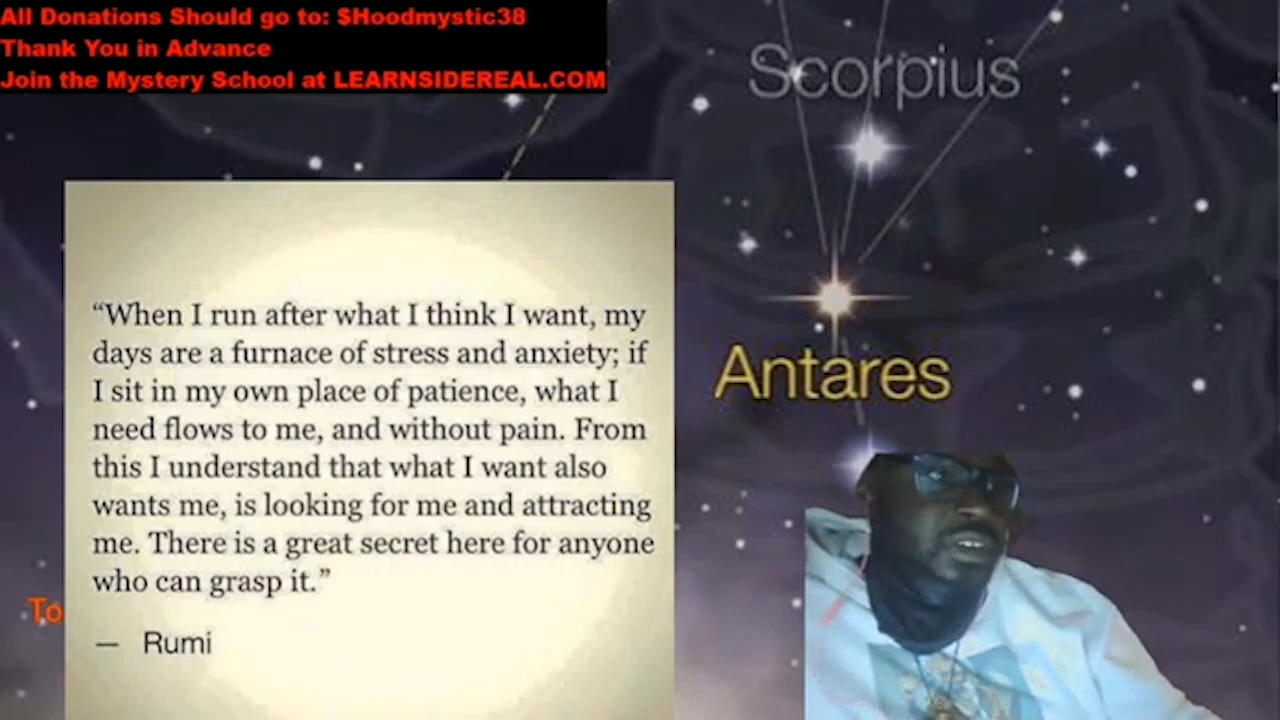 All Donations Should go to: $Hoodmystic38
Thank You in Advance
Join the Mystery School at LEARNSIDEREAL.COM
Scorpius
Antares
“When I run after what I think I want, my
days are a furnace of stress and anxiety; if
I sit in my own place of patience, what I
need flows to me, and without pain. From
this I understand that what I want also
wants me, is looking for me and attracting
me. There is a great secret here for anyone
who can grasp it.”
— Rumi
To